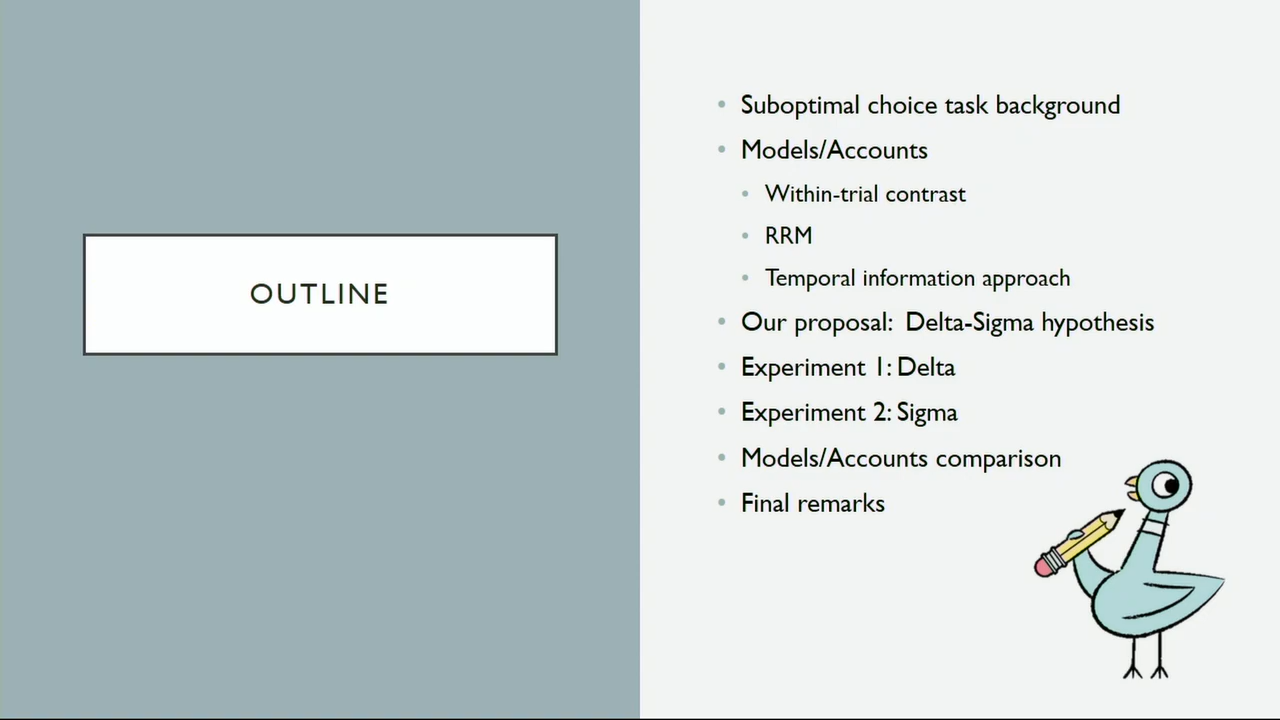 OUTLINE
• Suboptimal choice task background
• Models/Accounts
• Within-trial contrast
• RRM
• Temporal information approach
• Our proposal: Delta-Sigma hypothesis
• Experiment 1: Delta
• Experiment 2: Sigma
• Models/Accounts comparison
• Final remarks